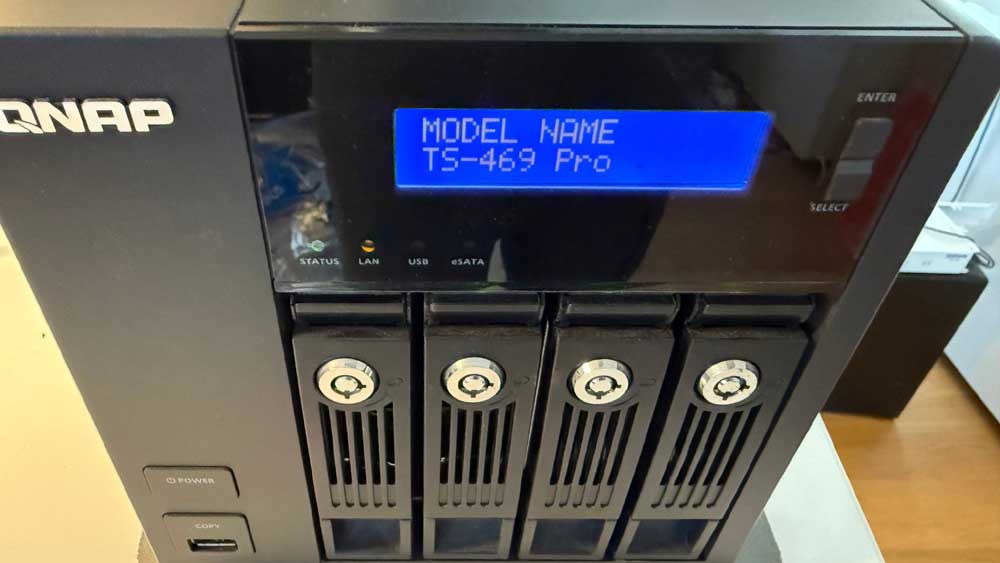 QNAP
MODEL NAME
TS-469 Pro
ENTER
SELECT
STATUS LAN USB eSATA
POWER
COPY